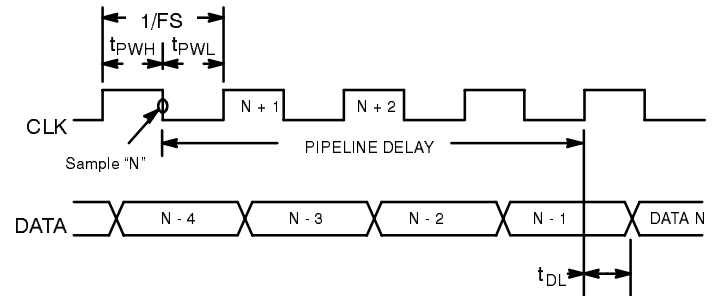 1/FS
tPWH tPWL
CLK N + 1 N + 2
Sample "N" PIPELINE DELAY
DATA N - 4 N - 3 N - 2 N - 1 DATA N
tDL